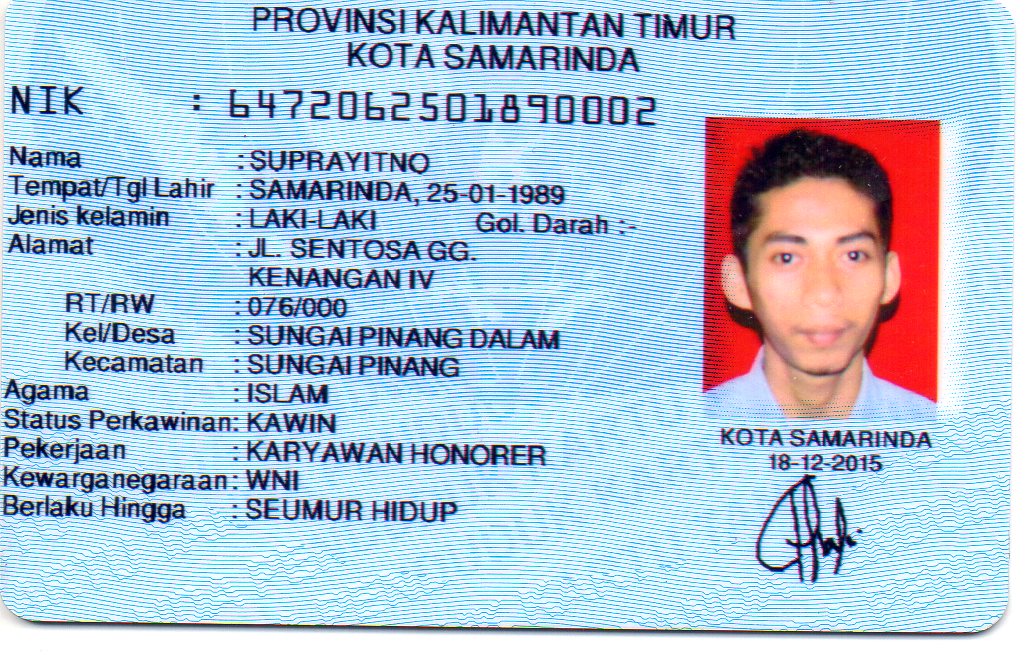 PROVINSI KALIMANTAN TIMUR
KOTA SAMARINDA
NIK : 6472062501890002
Nama : SUPRAYITNO
Tempat/Tgl Lahir : SAMARINDA, 25-01-1989
Jenis kelamin : LAKI-LAKI Gol. Darah :-
Alamat : JL. SENTOSA GG.
KENANGAN IV
RT/RW : 076/000
Kel/Desa : SUNGAI PINANG DALAM
Kecamatan : SUNGAI PINANG
Agama : ISLAM
Status Perkawinan: KAWIN
Pekerjaan : KARYAWAN HONORER
Kewarganegaraan: WNI
Berlaku Hingga : SEUMUR HIDUP
KOTA SAMARINDA
18-12-2015